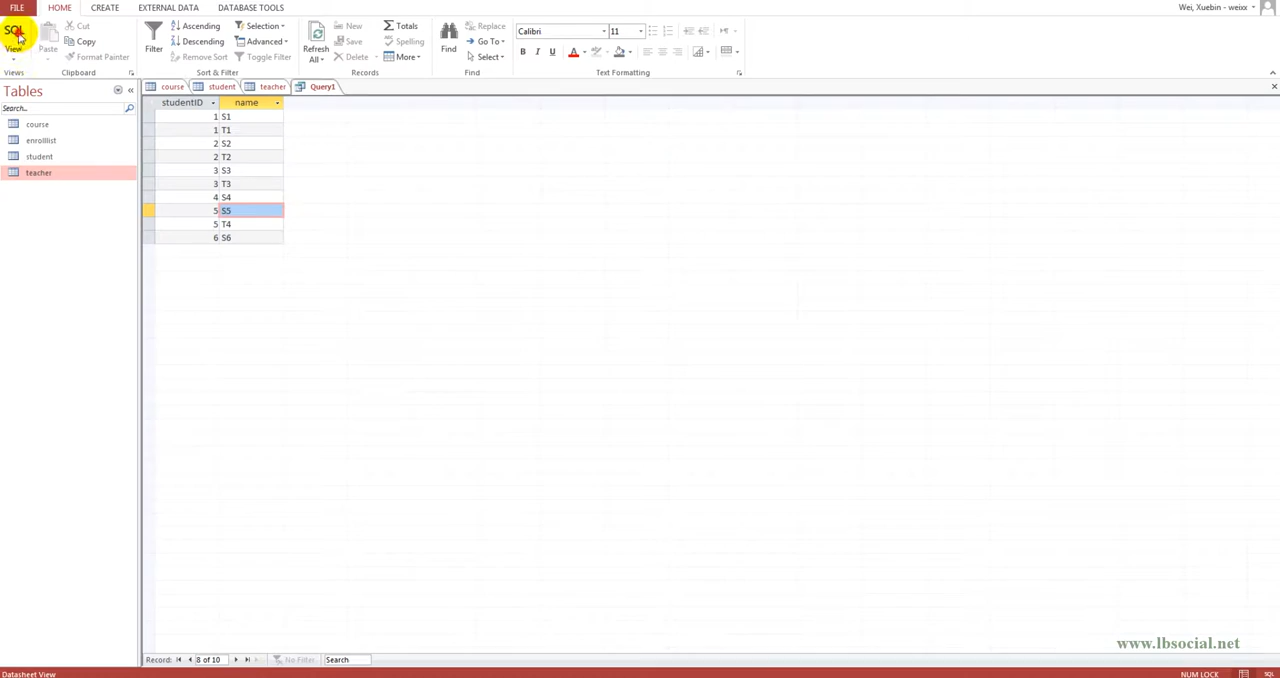 FILE HOME CREATE EXTERNAL DATA DATABASE TOOLS Wei, Xuebin - weixx
SQL
View
Views
Paste
Cut
Copy
Format Painter
Clipboard
Filter
Ascending
Descending
Remove Sort
Selection
Advanced
Toggle Filter
Sort & Filter
Refresh
All
New
Save
Delete
Totals
Spelling
More
Records
Find
Replace
Go To
Select
Find
Calibri 11
B I U A
Text Formatting
Tables
Search...
course
enrolllist
student
teacher
course student teacher Query1
studentID name
1 S1
1 T1
2 S2
2 T2
3 S3
3 T3
4 S4
5 S5
5 T4
6 S6
www.lbsocial.net
Record: 8 of 10 No Filter Search
Datasheet View NUM LOCK SQL